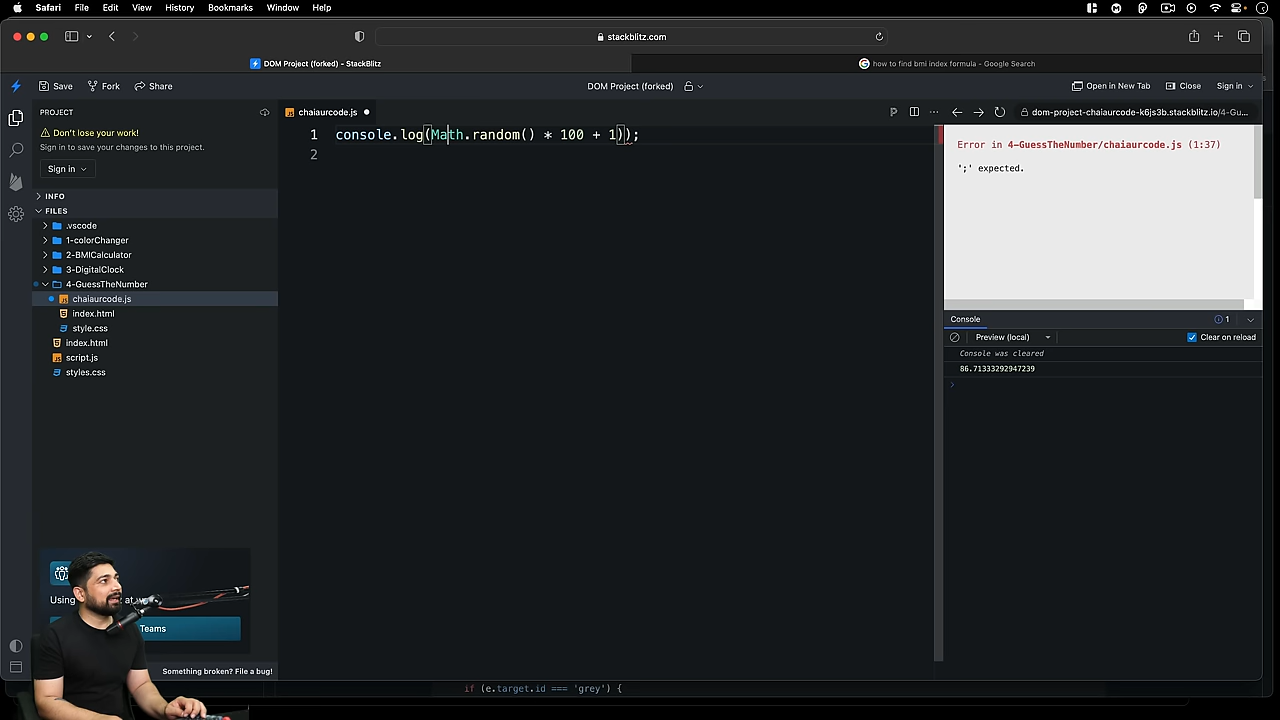 Safari File Edit View History Bookmarks Window Help
stackblitz.com
DOM Project (forked) - StackBlitz
how to find bmi index formula - Google Search
Save Fork Share
DOM Project (forked)
Open in New Tab Close Sign in
PROJECT
Don't lose your work!
Sign in to save your changes to this project.
Sign in
INFO
FILES
.vscode
1-colorChanger
2-BMICalculator
3-DigitalClock
4-GuessTheNumber
chaiaurcode.js
index.html
style.css
index.html
script.js
styles.css
Using
at w
Teams
Something broken? File a bug!
chaiaurcode.js
1 console.log(Math.random() * 100 + 1));
2
if (e.target.id === 'grey') {
dom-project-chaiaurcode-k6js3b.stackblitz.io/4-Gu...
Error in 4-GuessTheNumber/chaiaurcode.js (1:37)
';' expected.
Console
1
Preview (local)
Clear on reload
Console was cleared
86.71333292947239